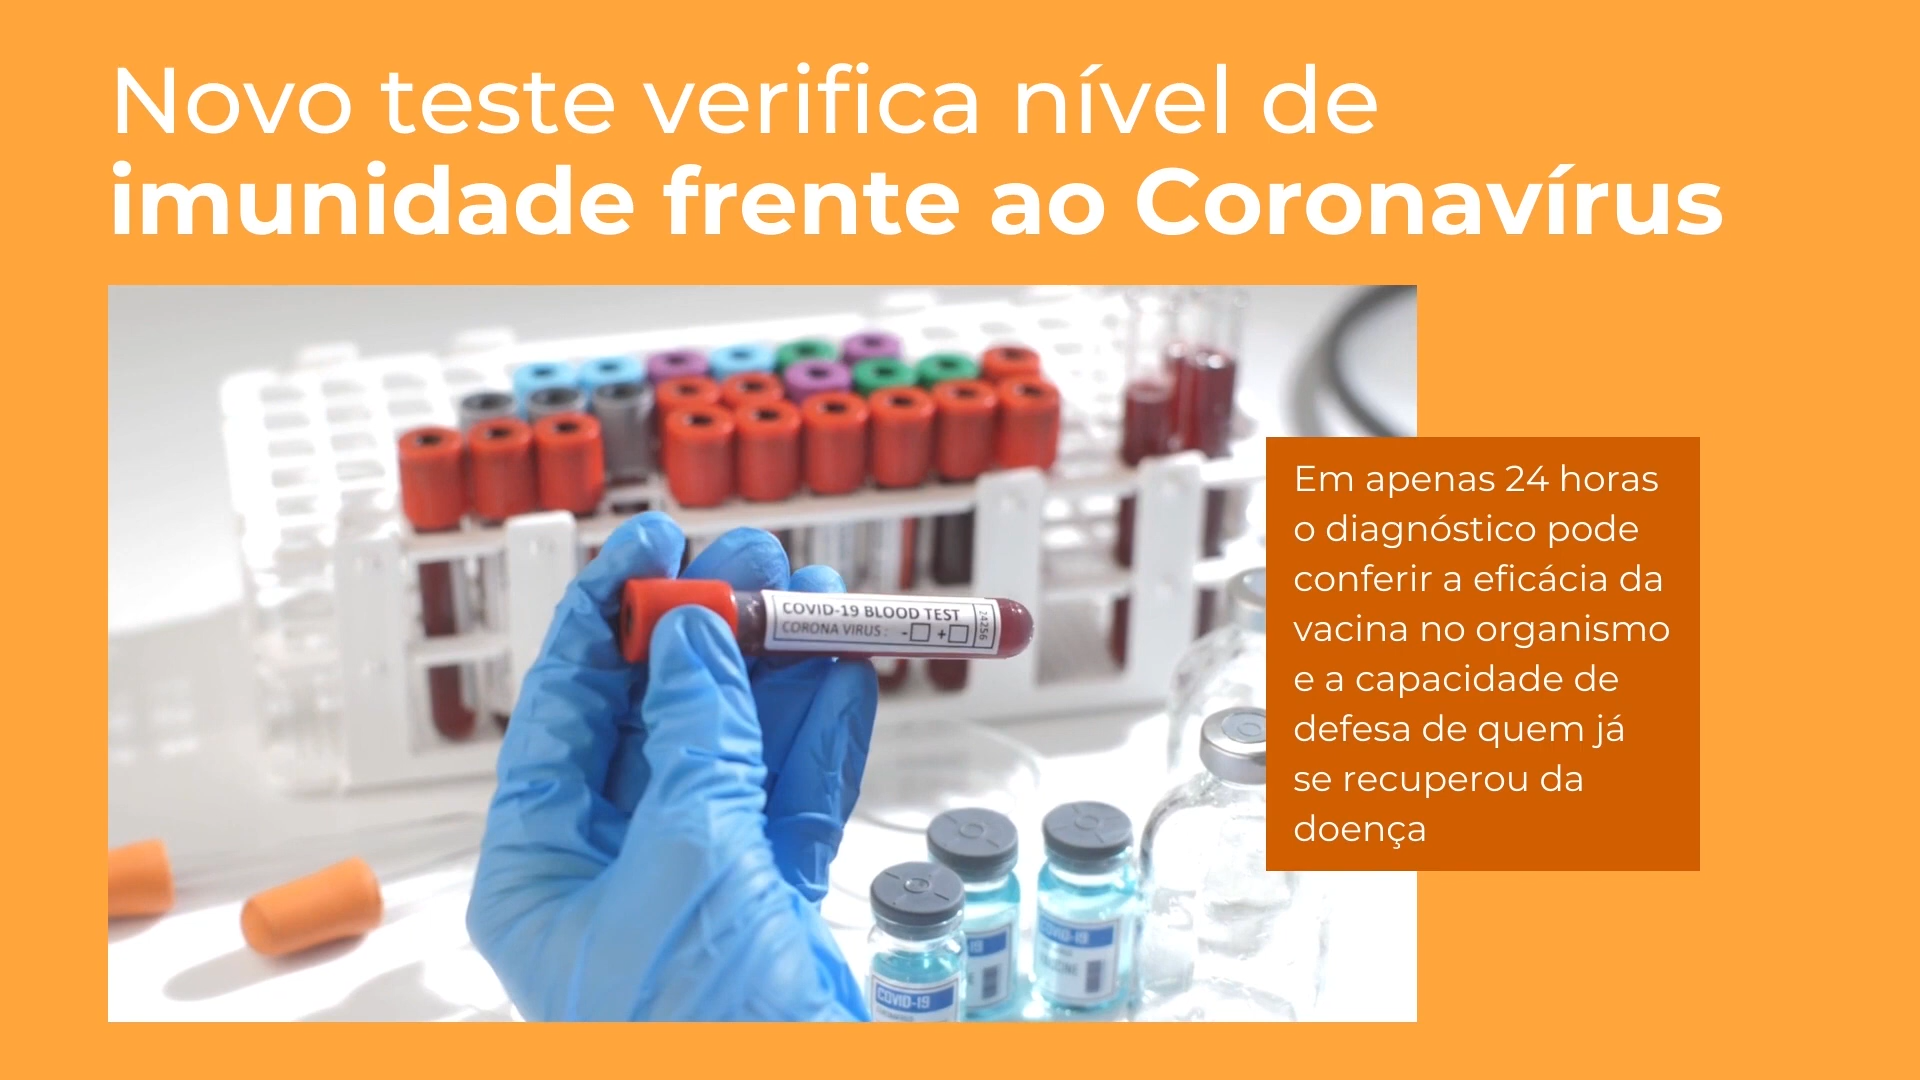 Novo teste verifica nível de
imunidade frente ao Coronavírus
Em apenas 24 horas
o diagnóstico pode
conferir a eficácia da
vacina no organismo
e a capacidade de
defesa de quem já
se recuperou da
doença
COVID-19 BLOOD TEST
CORONA VIRUS : - +
24256
COVID-19